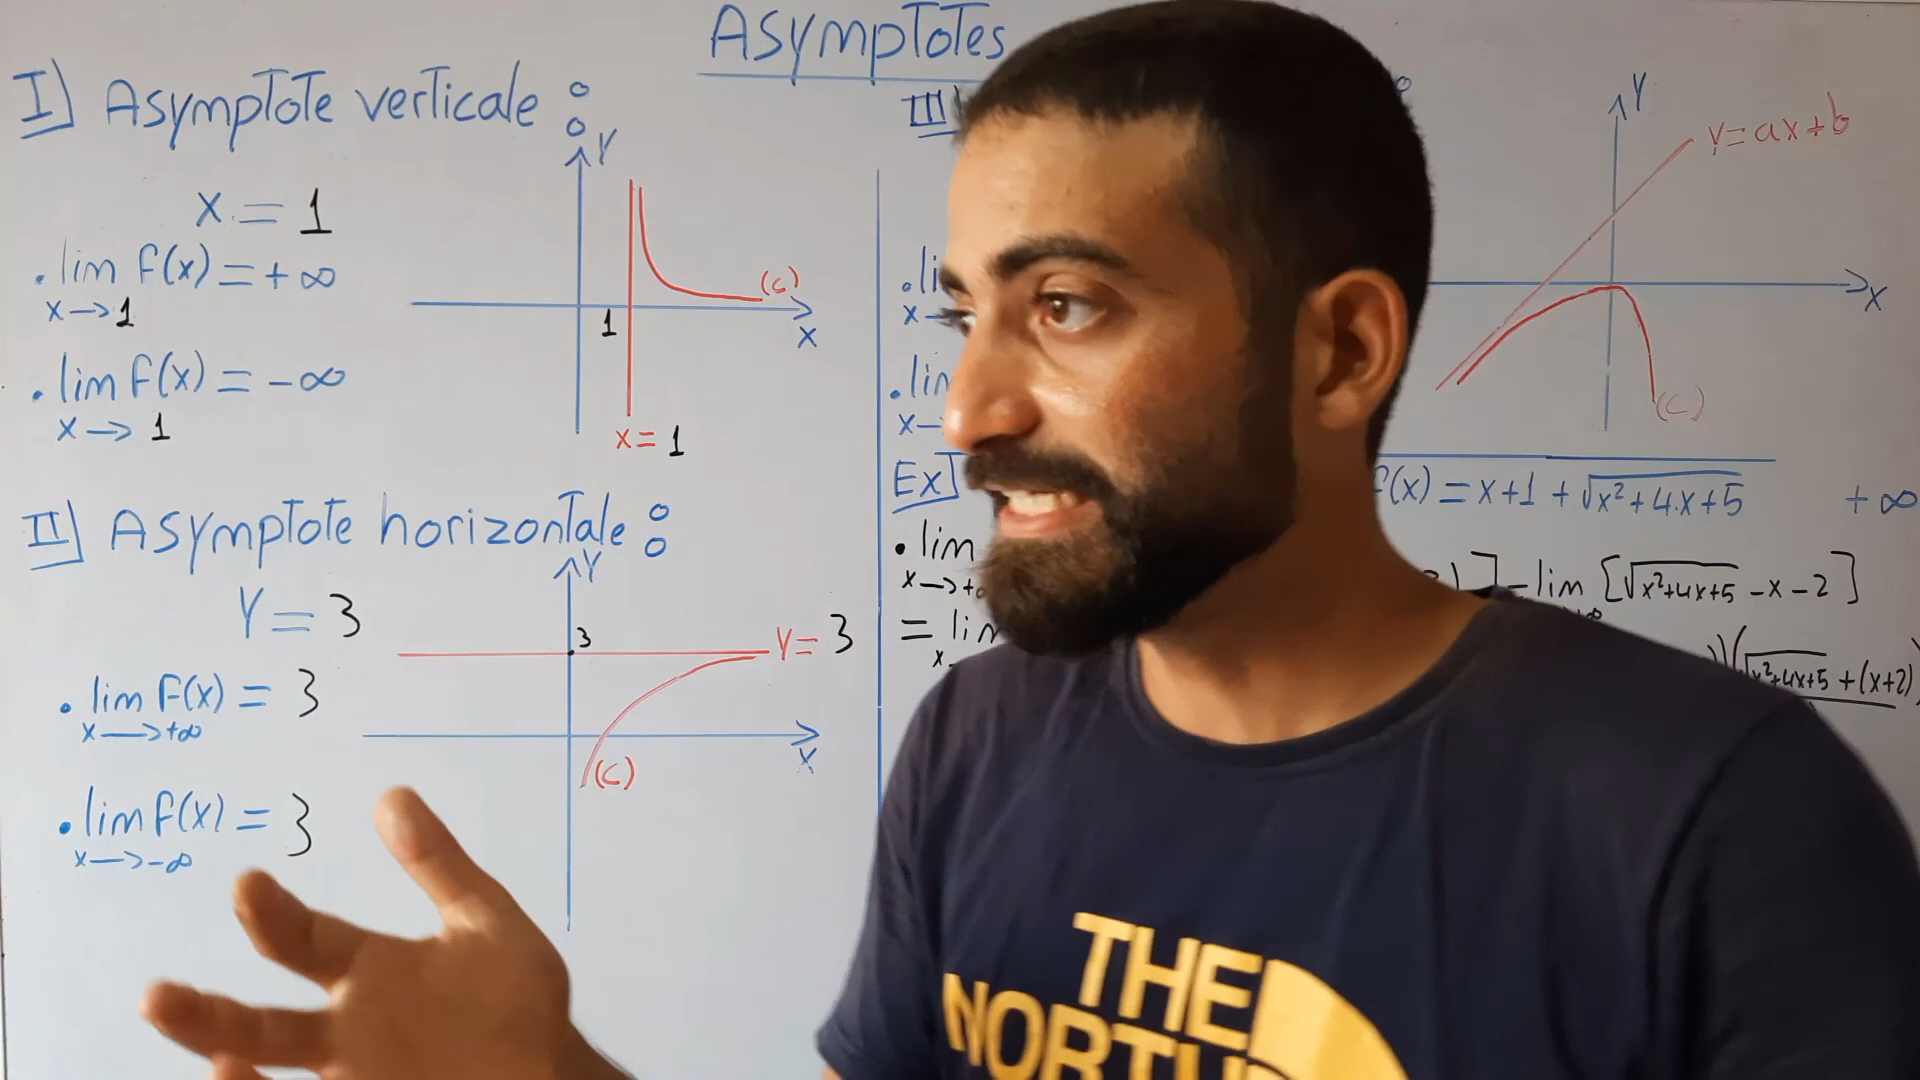 Asymptotes
I) Asymptote verticale :
x = 1
. lim f(x) = + ∞
x → 1
. lim f(x) = - ∞
x → 1
Y
1
(C)
X
x = 1
II) Asymptote horizontale :
Y = 3
. lim f(x) = 3
x → +∞
. lim f(x) = 3
x → -∞
Y
3
Y = 3
X
(C)
III)
Y
Y = ax + b
X
(C)
. li
x →
. lim
x →
Ex) f(x) = x+1 + √x²+4x+5 + ∞
• lim ] = lim [√x²+4x+5 - x - 2]
x → +∞
= lim (√x²+4x+5 + (x+2)
x
THE
NORTH